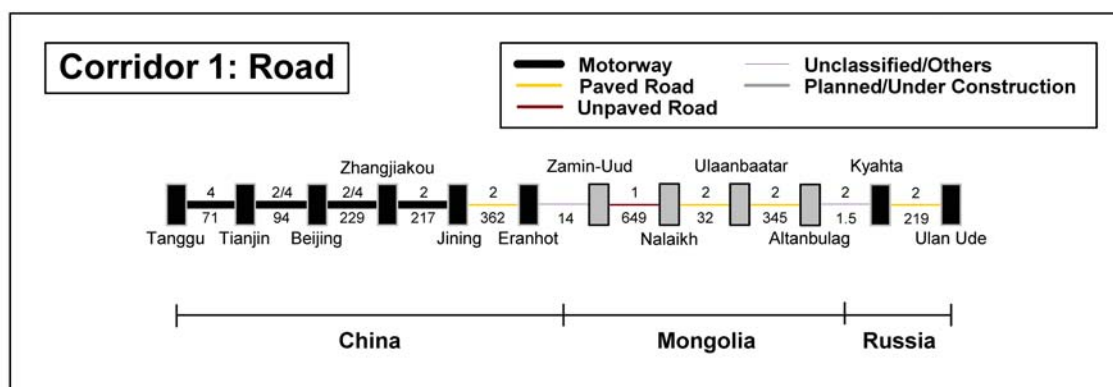 Corridor 1: Road
Motorway
Paved Road
Unpaved Road
Unclassified/Others
Planned/Under Construction
Zhangjiakou
Zamin-Uud
Ulaanbaatar
Kyahta
4
2/4
2/4
2
2
1
2
2
2
2
71
94
229
217
362
14
649
32
345
1.5
219
Tanggu
Tianjin
Beijing
Jining
Eranhot
Nalaikh
Altanbulag
Ulan Ude
China
Mongolia
Russia